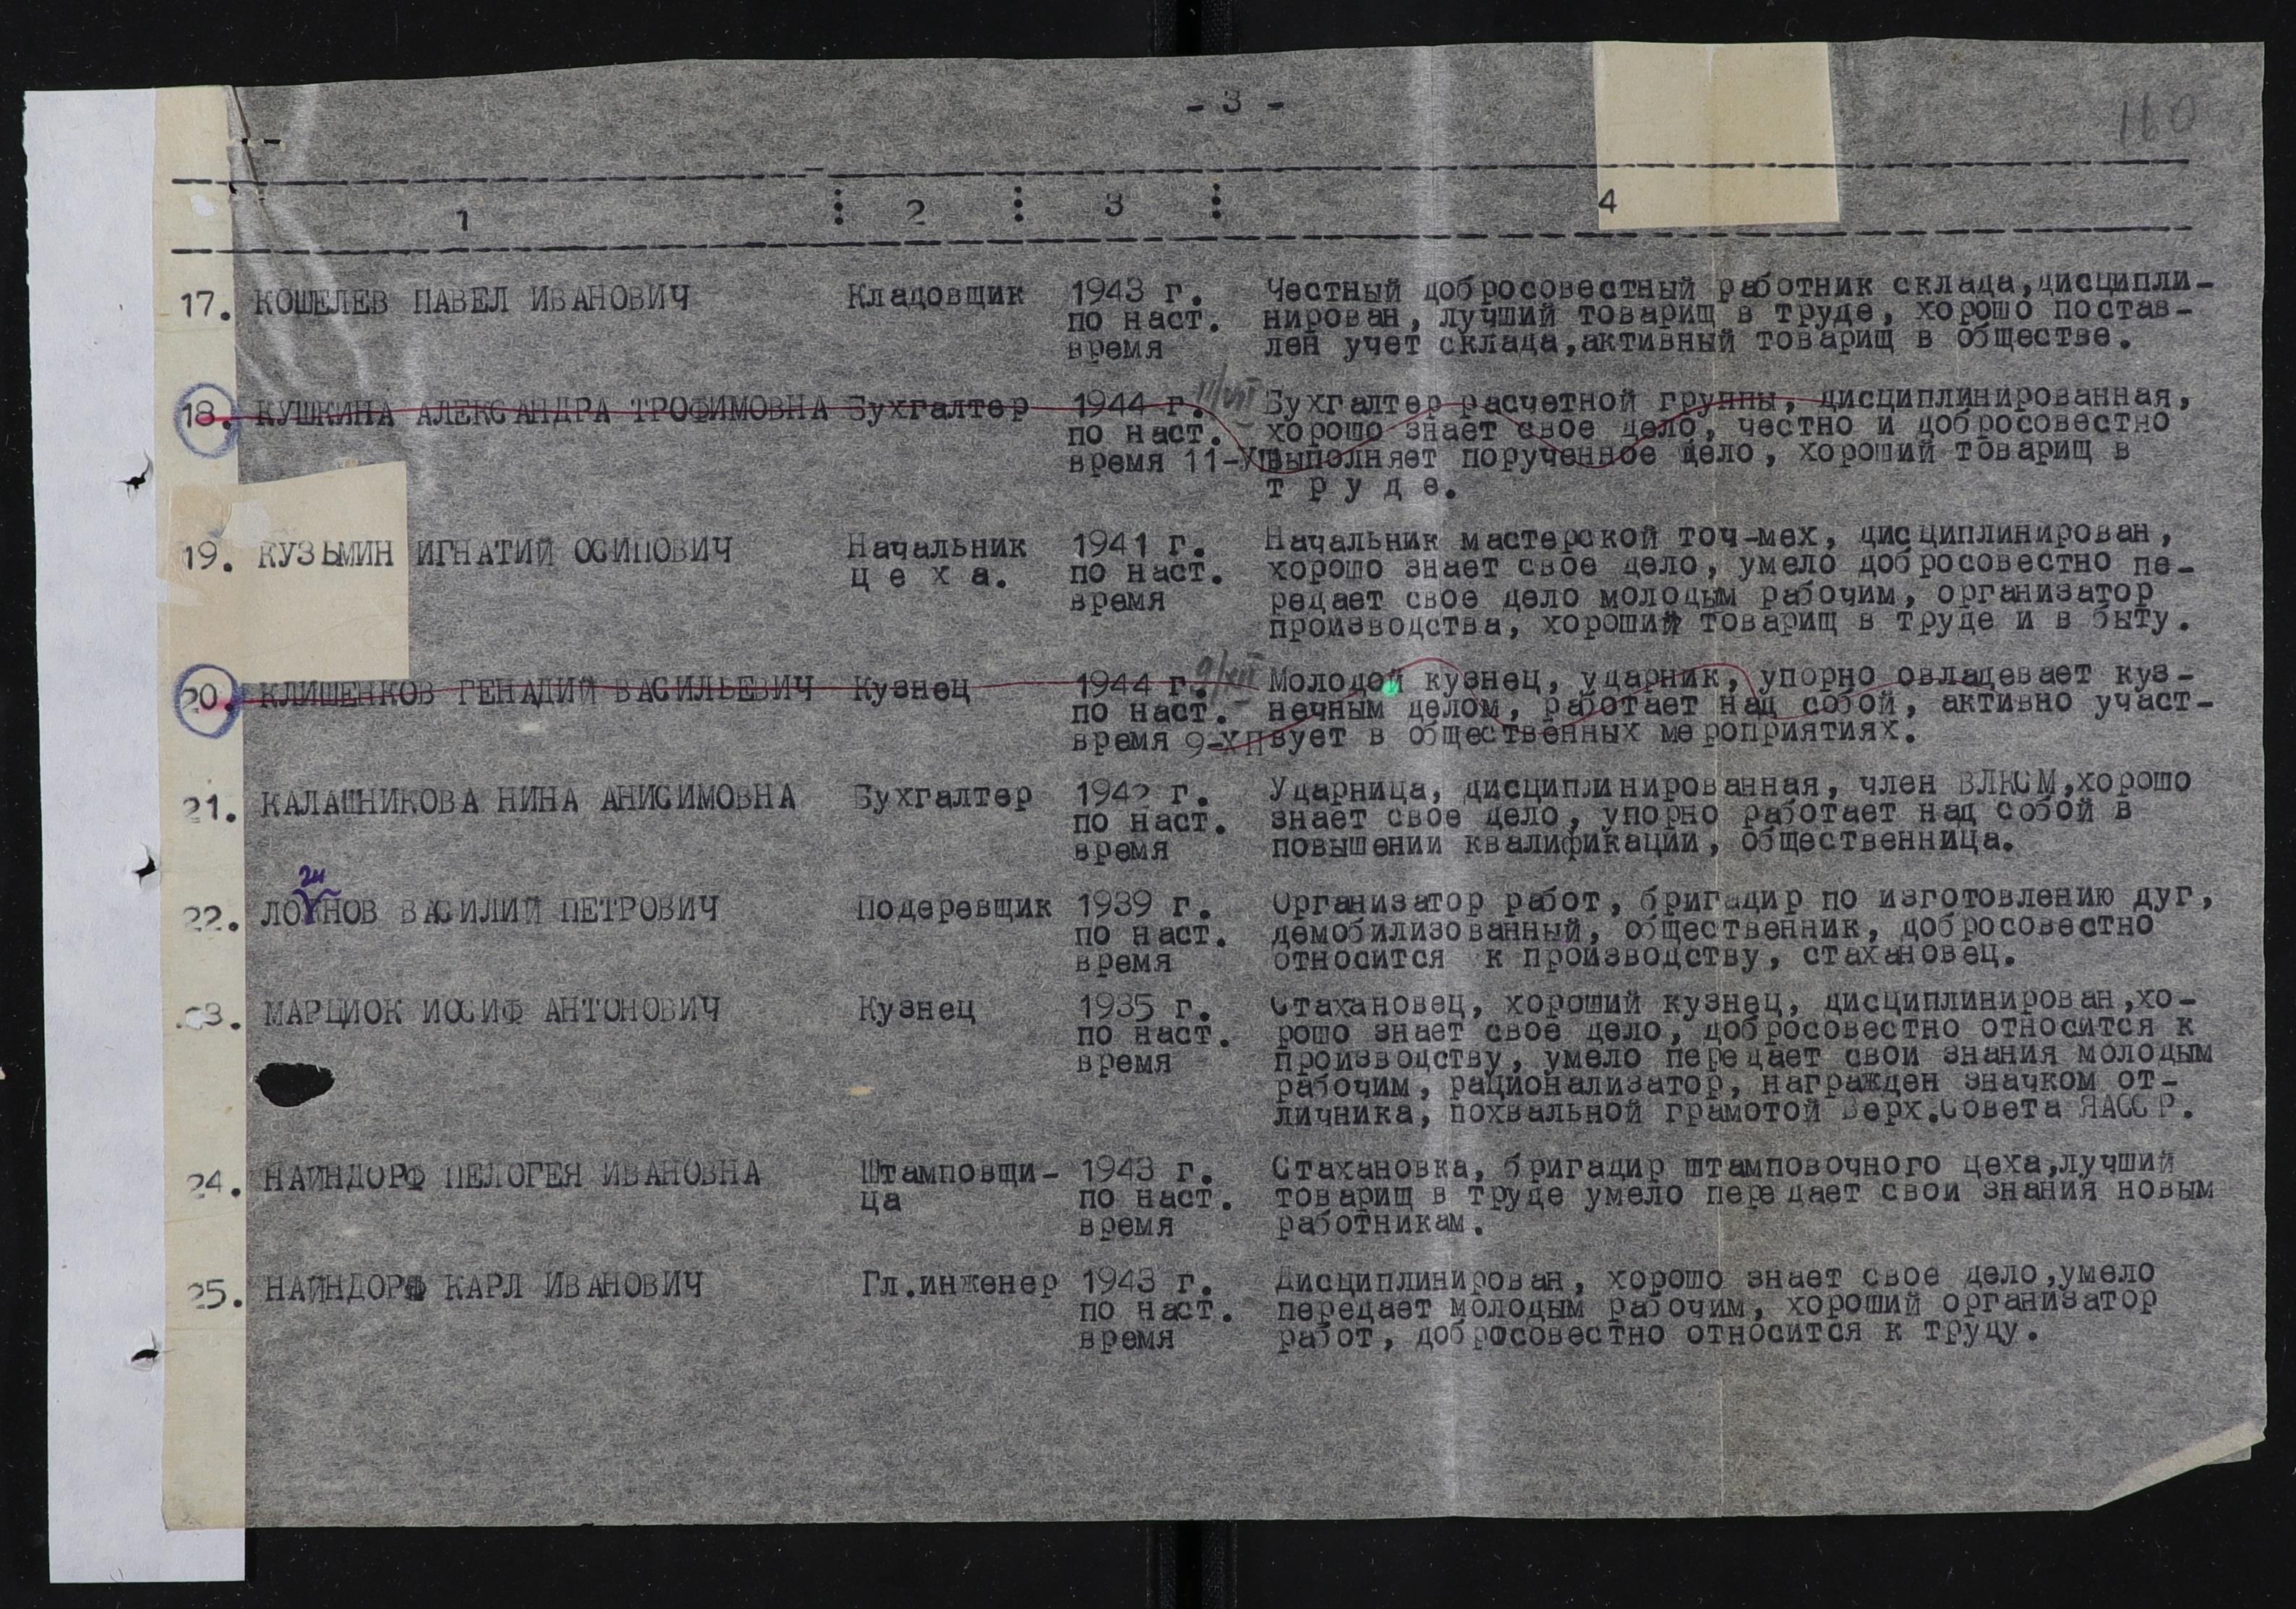 - 3 -
160
1 2 3 4
17. КОШЕЛЕВ ПАВЕЛ ИВАНОВИЧ Кладовщик 1943 г. Честный добросовестный работник склада,дисципли-
по наст. нирован, лучший товарищ в труде, хорошо постав-
время лен учет склада,активный товарищ в обществе.
11/VII
18. КУШКИНА АЛЕКСАНДРА ТРОФИМОВНА Бухгалтер 1944 г. Бухгалтер расчетной группы, дисциплинированная,
по наст. хорошо знает свое дело, честно и добросовестно
время 11-VII выполняет порученное дело, хороший товарищ в
т р у д е.
19. КУЗЬМИН ИГНАТИЙ ОСИПОВИЧ Начальник 1941 г. Начальник мастерской точ-мех, дисциплинирован,
ц е х а. по наст. хорошо знает свое дело, умело добросовестно пе-
время редает свое дело молодым рабочим, организатор
производства, хороший товарищ в труде и в быту.
9/XII
20. КЛИШЕНКОВ ГЕНАДИЙ ВАСИЛЬЕВИЧ Кузнец 1944 г. Молодой кузнец, ударник, упорно овладевает куз-
по наст. нечным делом, работает над собой, активно участ-
время 9-XII вует в общественных мероприятиях.
21. КАЛАШНИКОВА НИНА АНИСИМОВНА Бухгалтер 1942 г. Ударница, дисциплинированная, член ВЛКСМ,хорошо
по наст. знает свое дело, упорно работает над собой в
время повышении квалификации, общественница.
22. ЛО НОВ ВАСИЛИЙ ПЕТРОВИЧ Подеревщик 1939 г. Организатор работ, бригадир по изготовлению дуг,
по наст. демобилизованный, общественник, добросовестно
время относится к производству, стахановец.
23. МАРЦИОК ИОСИФ АНТОНОВИЧ Кузнец 1935 г. Стахановец, хороший кузнец, дисциплинирован,хо-
по наст. рошо знает свое дело, добросовестно относится к
время производству, умело передает свои знания молодым
рабочим, рационализатор, награжден значком от-
личника, похвальной грамотой Верх.Совета ЯАССР.
24. НАЙНДОРФ ПЕЛОГЕЯ ИВАНОВНА Штамповщи- 1943 г. Стахановка, бригадир штамповочного цеха,лучший
ца по наст. товарищ в труде умело передает свои знания новым
время работникам.
25. НАЙНДОРФ КАРЛ ИВАНОВИЧ Гл.инженер 1943 г. Дисциплинирован, хорошо знает свое дело,умело
по наст. передает молодым рабочим, хороший организатор
время работ, добросовестно относится к труду.